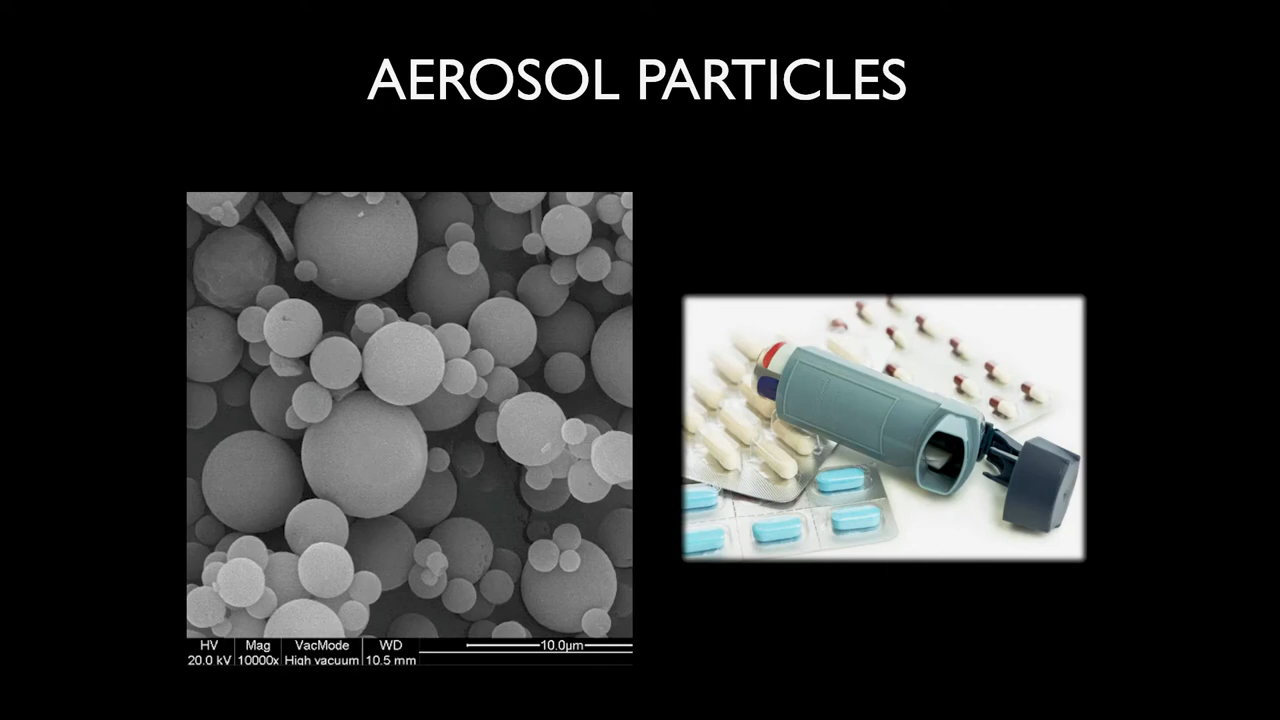 AEROSOL PARTICLES
HV Mag VacMode WD 10.0µm
20.0 kV 10000x High vacuum 10.5 mm